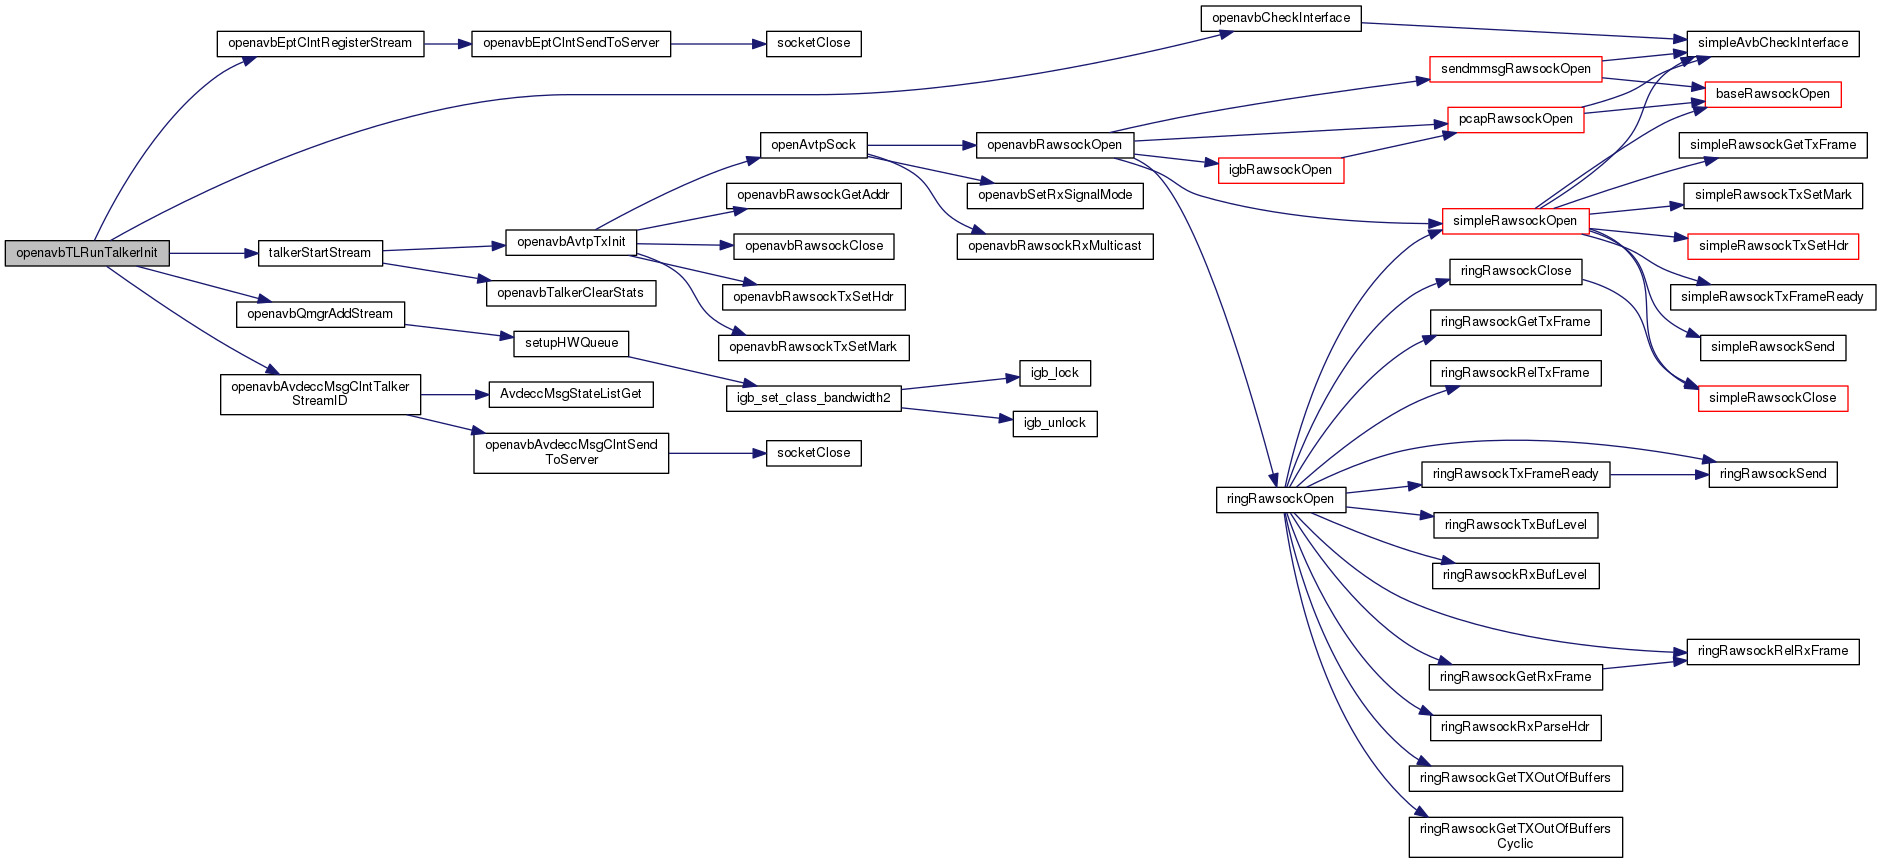 openavbTLRunTalkerInit
openavbEptClntRegisterStream
openavbEptClntSendToServer
socketClose
openavbCheckInterface
simpleAvbCheckInterface
talkerStartStream
openavbAvtpTxInit
openAvtpSock
openavbRawsockOpen
sendmmsgRawsockOpen
baseRawsockOpen
pcapRawsockOpen
igbRawsockOpen
simpleRawsockOpen
simpleRawsockGetTxFrame
simpleRawsockTxSetMark
simpleRawsockTxSetHdr
simpleRawsockTxFrameReady
simpleRawsockSend
simpleRawsockClose
openavbSetRxSignalMode
openavbRawsockRxMulticast
openavbRawsockGetAddr
openavbRawsockClose
openavbRawsockTxSetHdr
openavbRawsockTxSetMark
openavbTalkerClearStats
openavbQmgrAddStream
setupHWQueue
igb_set_class_bandwidth2
igb_lock
igb_unlock
openavbAvdeccMsgClntTalker
StreamID
AvdeccMsgStateListGet
openavbAvdeccMsgClntSend
ToServer
socketClose
ringRawsockOpen
ringRawsockClose
ringRawsockGetTxFrame
ringRawsockRelTxFrame
ringRawsockTxFrameReady
ringRawsockSend
ringRawsockTxBufLevel
ringRawsockRxBufLevel
ringRawsockRelRxFrame
ringRawsockGetRxFrame
ringRawsockRxParseHdr
ringRawsockGetTXOutOfBuffers
ringRawsockGetTXOutOfBuffers
Cyclic